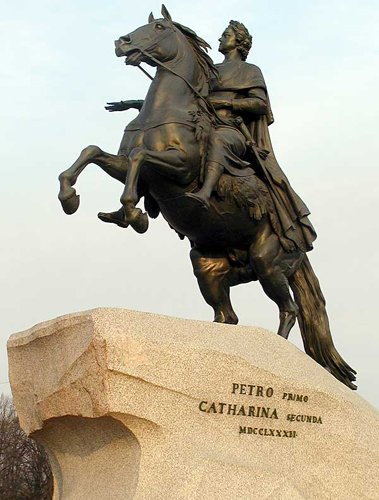 PETRO PRIMO
CATHARINA SECUNDA
MDCCLXXXII